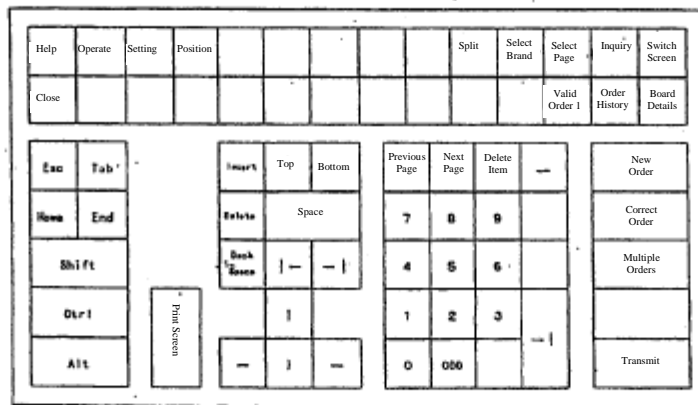 Help Operate Setting Position Split Select Brand Select Page Inquiry Switch Screen
Close Valid Order 1 Order History Board Details
Esc Tab Insert Top Bottom Previous Page Next Page Delete Item New Order
Home End Delete Space 7 8 9 Correct Order
Shift Back Space 4 5 6 Multiple Orders
Ctrl Print Screen 1 2 3
Alt 0 000 Transmit